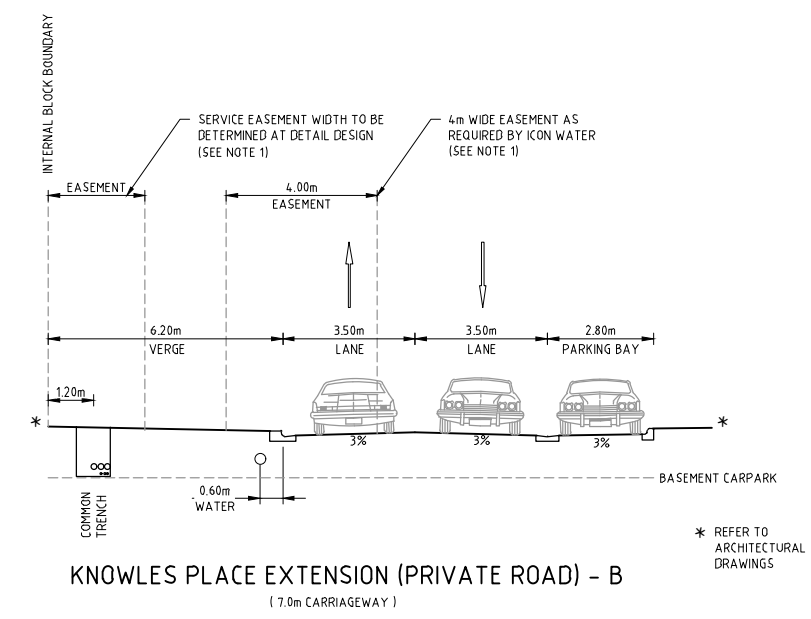 INTERNAL BLOCK BOUNDARY
SERVICE EASEMENT WIDTH TO BE
DETERMINED AT DETAIL DESIGN
(SEE NOTE 1)
4m WIDE EASEMENT AS
REQUIRED BY ICON WATER
(SEE NOTE 1)
EASEMENT
4.00m
EASEMENT
6.20m
VERGE
3.50m
LANE
3.50m
LANE
2.80m
PARKING BAY
1.20m
*
*
3%
3%
3%
BASEMENT CARPARK
0.60m
WATER
COMMON
TRENCH
* REFER TO
ARCHITECTURAL
DRAWINGS
KNOWLES PLACE EXTENSION (PRIVATE ROAD) - B
( 7.0m CARRIAGEWAY )